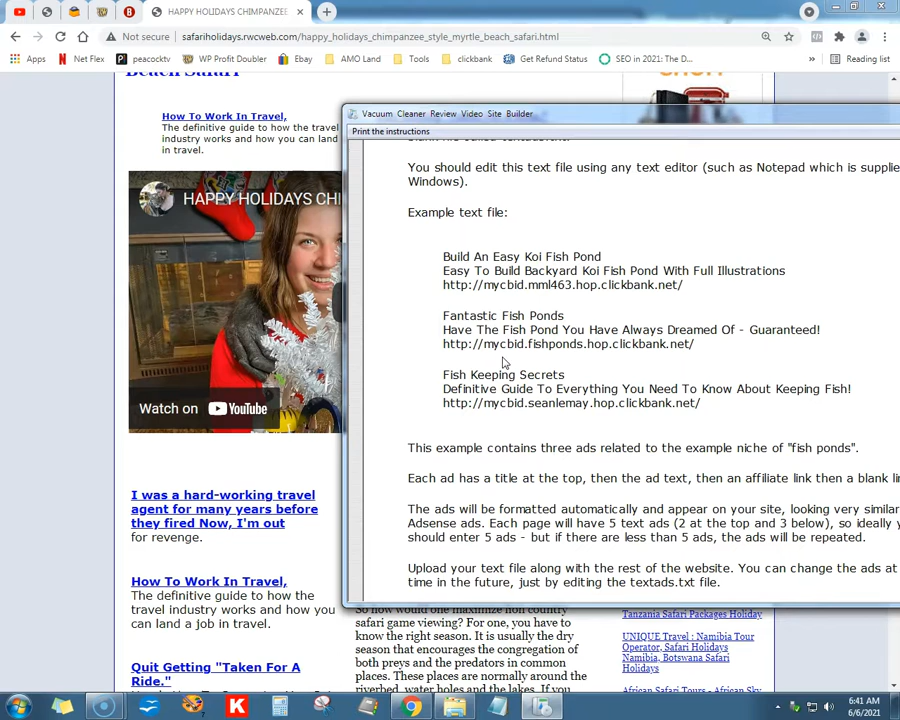 HAPPY HOLIDAYS CHIMPANZEE
Not secure
safariholidays.rwcweb.com/happy_holidays_chimpanzee_style_myrtle_beach_safari.html
Apps
Net Flex
peacocktv
WP Profit Doubler
Ebay
AMO Land
Tools
clickbank
Get Refund Status
SEO in 2021: The D...
»
Reading list
Beach Safari
How To Work In Travel,
The definitive guide to how the travel
industry works and how you can land
in travel.
HAPPY HOLIDAYS CHI
Watch on YouTube
I was a hard-working travel
agent for many years before
they fired Now, I'm out
for revenge.
How To Work In Travel,
The definitive guide to how the
travel industry works and how you
can land a job in travel.
Quit Getting "Taken For A
Ride."
Vacuum Cleaner Review Video Site Builder
Print the instructions
You should edit this text file using any text editor (such as Notepad which is supplie
Windows).
Example text file:
Build An Easy Koi Fish Pond
Easy To Build Backyard Koi Fish Pond With Full Illustrations
http://mycbid.mml463.hop.clickbank.net/
Fantastic Fish Ponds
Have The Fish Pond You Have Always Dreamed Of - Guaranteed!
http://mycbid.fishponds.hop.clickbank.net/
Fish Keeping Secrets
Definitive Guide To Everything You Need To Know About Keeping Fish!
http://mycbid.seanlemay.hop.clickbank.net/
This example contains three ads related to the example niche of "fish ponds".
Each ad has a title at the top, then the ad text, then an affiliate link then a blank li
The ads will be formatted automatically and appear on your site, looking very similar
Adsense ads. Each page will have 5 text ads (2 at the top and 3 below), so ideally y
should enter 5 ads - but if there are less than 5 ads, the ads will be repeated.
Upload your text file along with the rest of the website. You can change the ads at
time in the future, just by editing the textads.txt file.
So how would one maximize non country
safari game viewing? For one, you have to
know the right season. It is usually the dry
season that encourages the congregation of
both preys and the predators in common
places. These places are normally around the
riverbed, water holes and the lakes. If you
Tanzania Safari Packages Holiday
UNIQUE Travel : Namibia Tour
Operator, Safari Holidays
Namibia, Botswana Safari
Holidays
African Safari Tours - African Sky
6:41 AM
6/6/2021